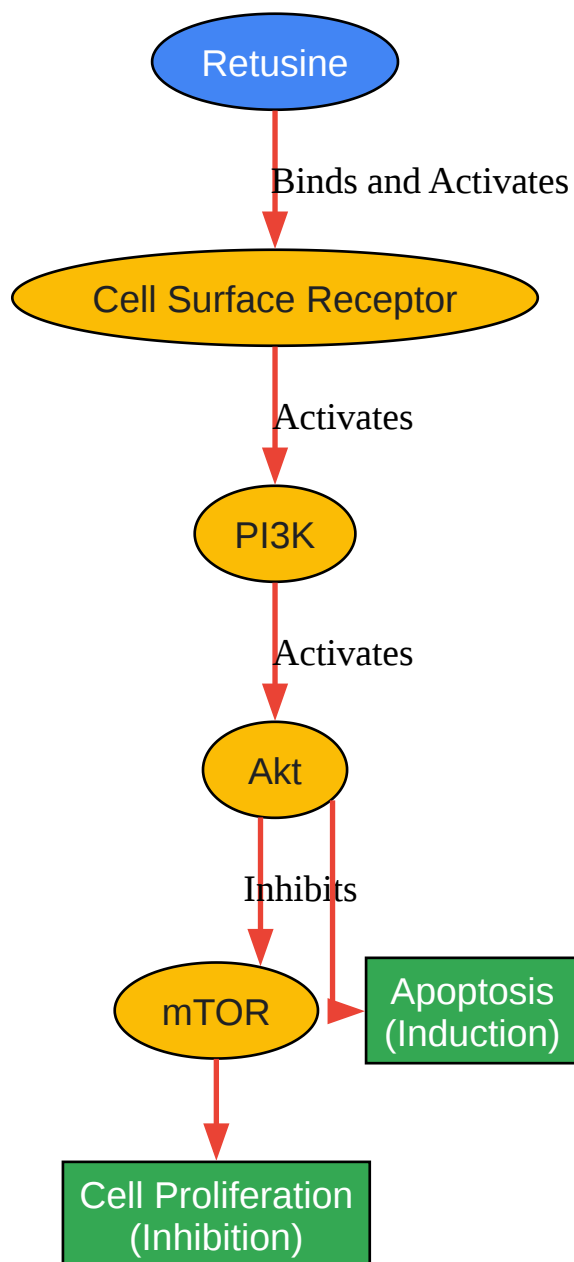 Retusine
Binds and Activates
Cell Surface Receptor
Activates
PI3K
Activates
Akt
Inhibits
Apoptosis
(Induction)
mTOR
Cell Proliferation
(Inhibition)